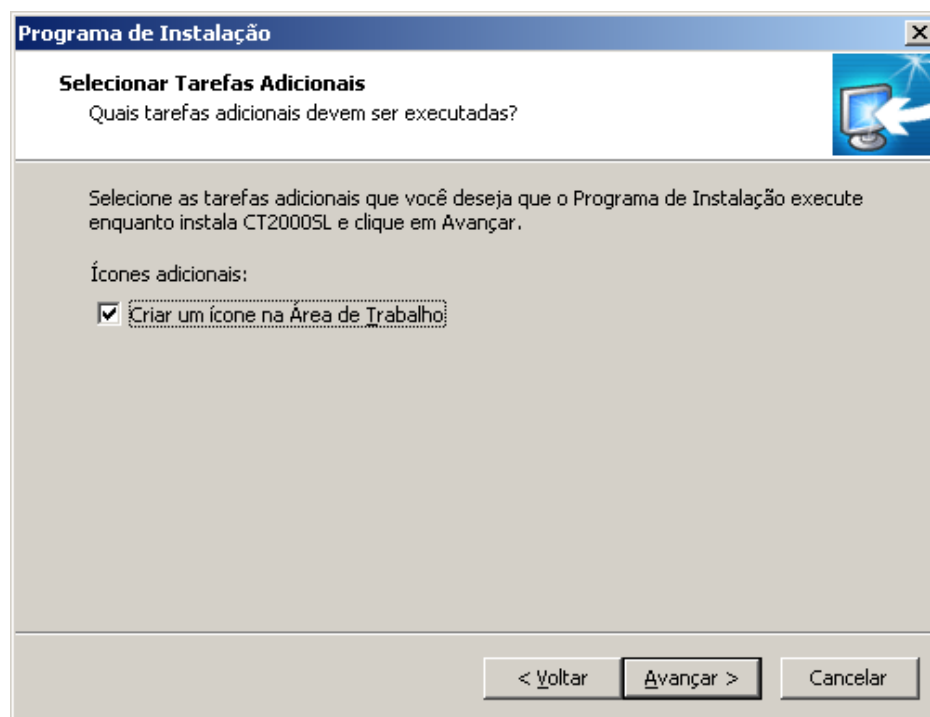 Programa de Instalação
Selecionar Tarefas Adicionais
Quais tarefas adicionais devem ser executadas?
Selecione as tarefas adicionais que você deseja que o Programa de Instalação execute
enquanto instala CT2000SL e clique em Avançar.
Ícones adicionais:
Criar um ícone na Área de Trabalho
< Voltar Avançar > Cancelar